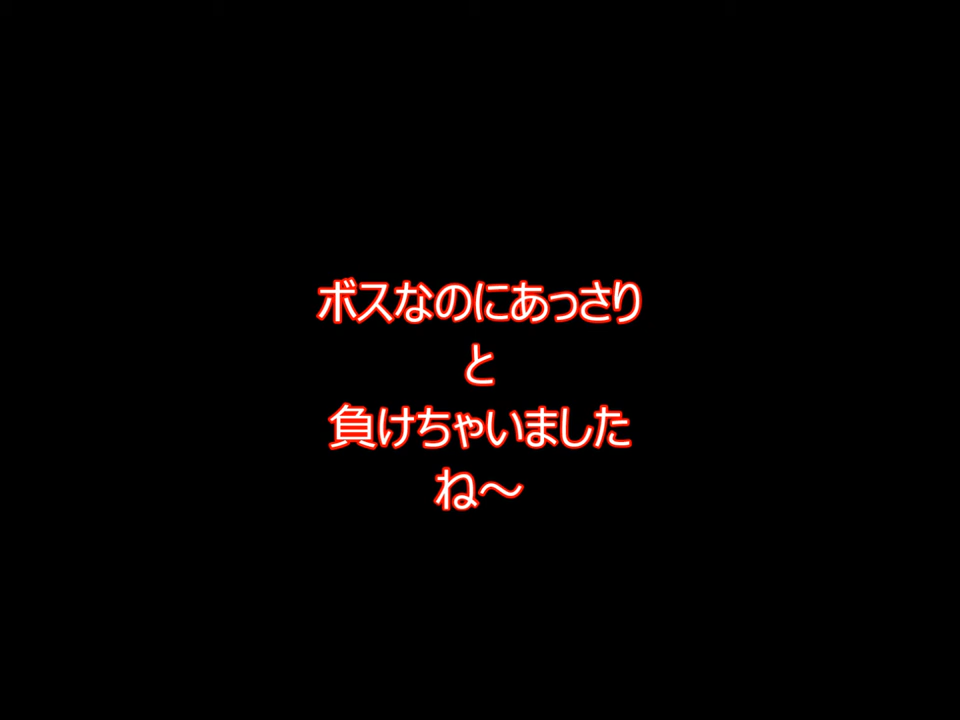 ボスなのにあっさり
と
負けちゃいました
ね～